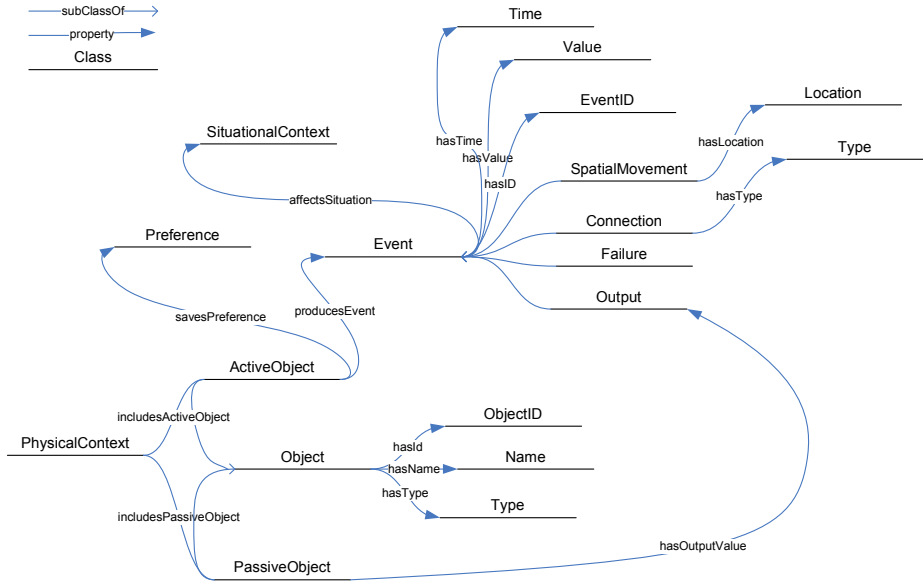 subClassOf
property
Class
Time
Value
EventID
Location
hasTime
hasValue
hasID
hasLocation
SituationalContext
SpatialMovement
Type
affectsSituation
hasType
Connection
Preference
Event
Failure
Output
savesPreference
producesEvent
ActiveObject
includesActiveObject
ObjectID
PhysicalContext
hasId
Object
hasName
Name
hasType
Type
includesPassiveObject
hasOutputValue
PassiveObject